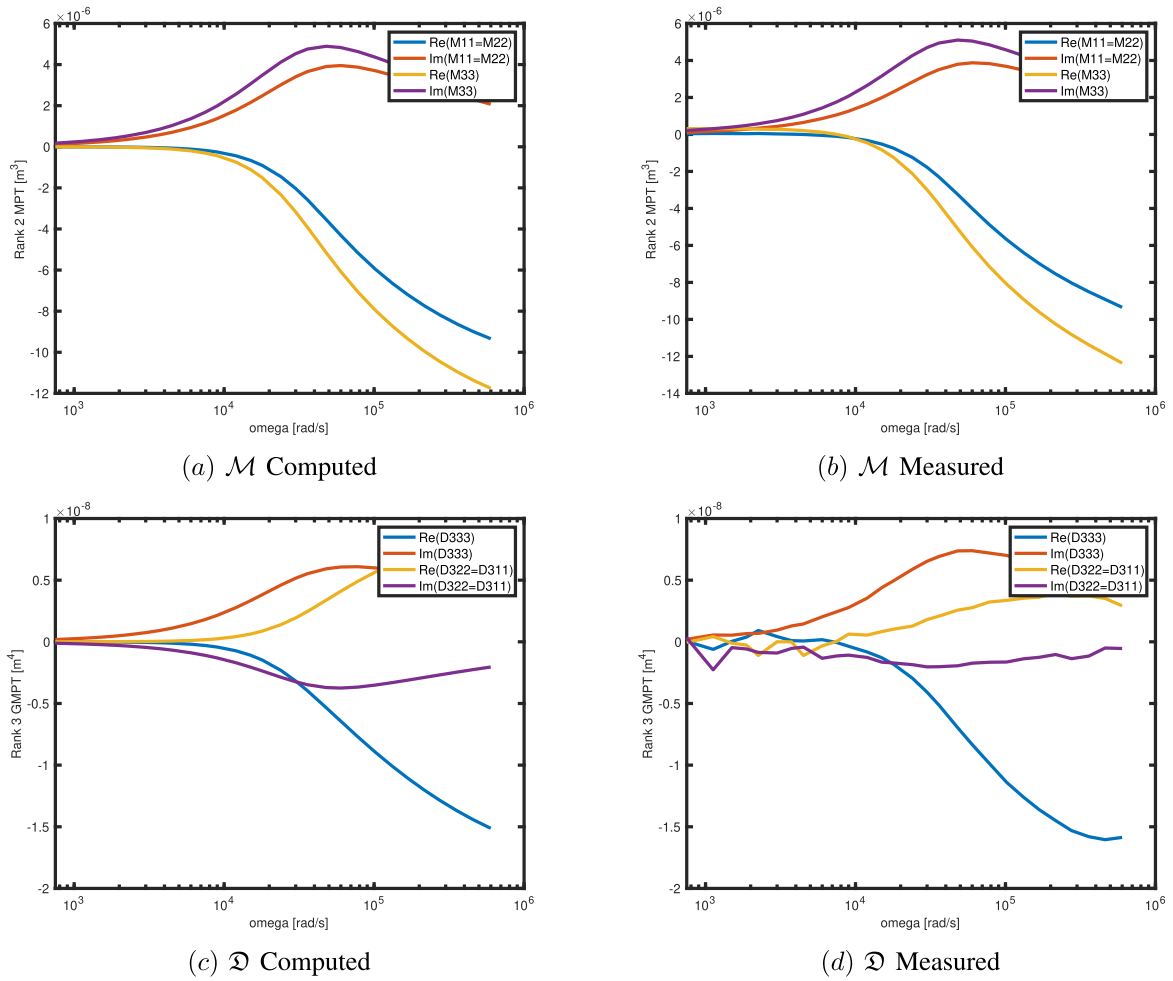 ×10^-6
6
4
2
0
-2
-4
-6
-8
-10
-12
Rank 2 MPT [m^3]
Re(M11=M22)
Im(M11=M22)
Re(M33)
Im(M33)
10^3
10^4
10^5
10^6
omega [rad/s]
(a) ℳ Computed
×10^-6
6
4
2
0
-2
-4
-6
-8
-10
-12
-14
Rank 2 MPT [m^3]
Re(M11=M22)
Im(M11=M22)
Re(M33)
Im(M33)
10^3
10^4
10^5
10^6
omega [rad/s]
(b) ℳ Measured
×10^-8
1
0.5
0
-0.5
-1
-1.5
-2
Rank 3 GMPT [m^4]
Re(D333)
Im(D333)
Re(D322=D311)
Im(D322=D311)
10^3
10^4
10^5
10^6
omega [rad/s]
(c) 𝔇 Computed
×10^-8
1
0.5
0
-0.5
-1
-1.5
-2
Rank 3 GMPT [m^4]
Re(D333)
Im(D333)
Re(D322=D311)
Im(D322=D311)
10^3
10^4
10^5
10^6
omega [rad/s]
(d) 𝔇 Measured